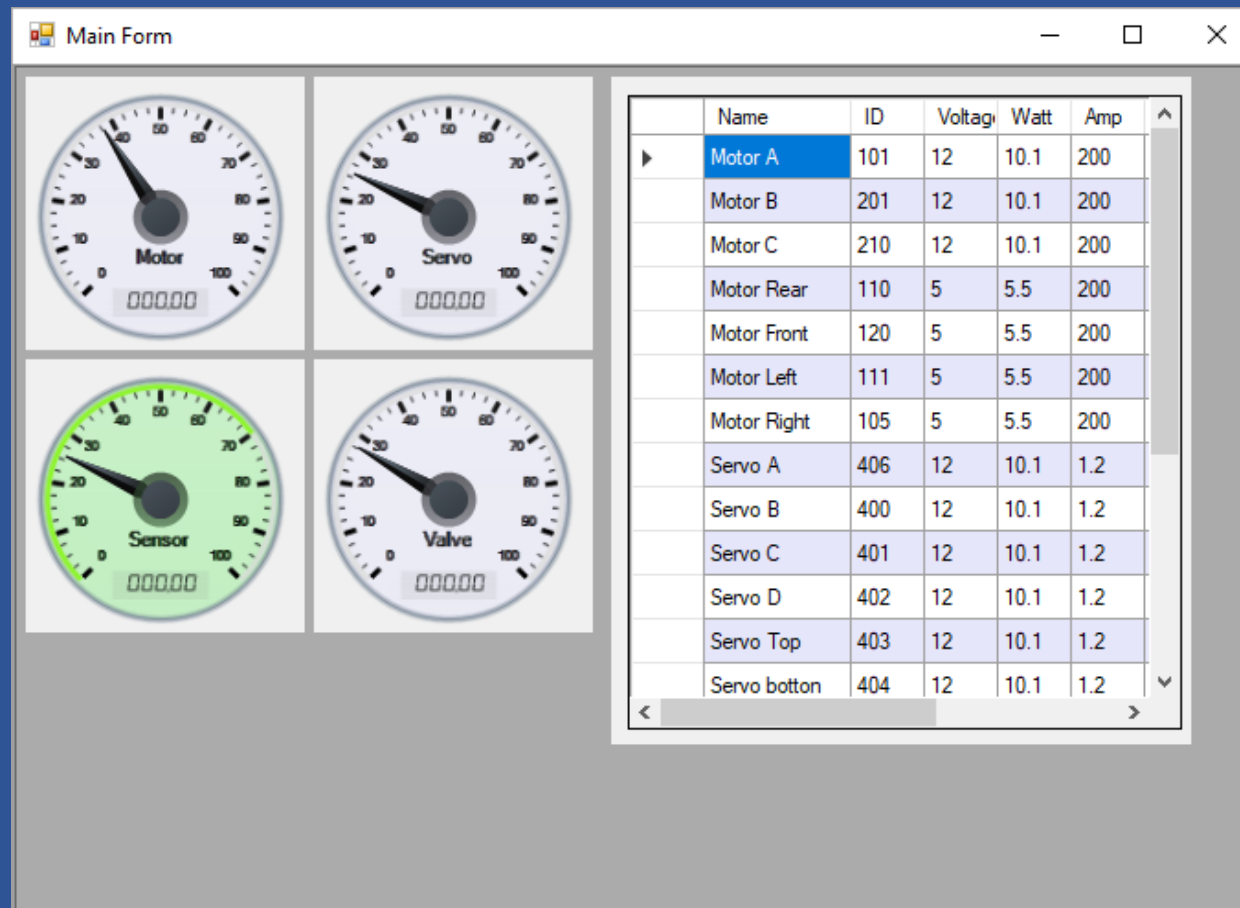 Main Form
50
40 60
30 70
20 80
10 90
0 100
Motor
000.00
50
40 60
30 70
20 80
10 90
0 100
Servo
000.00
50
40 60
30 70
20 80
10 90
0 100
Sensor
000.00
50
40 60
30 70
20 80
10 90
0 100
Valve
000.00
Name ID Voltag Watt Amp
Motor A 101 12 10.1 200
Motor B 201 12 10.1 200
Motor C 210 12 10.1 200
Motor Rear 110 5 5.5 200
Motor Front 120 5 5.5 200
Motor Left 111 5 5.5 200
Motor Right 105 5 5.5 200
Servo A 406 12 10.1 1.2
Servo B 400 12 10.1 1.2
Servo C 401 12 10.1 1.2
Servo D 402 12 10.1 1.2
Servo Top 403 12 10.1 1.2
Servo botton 404 12 10.1 1.2